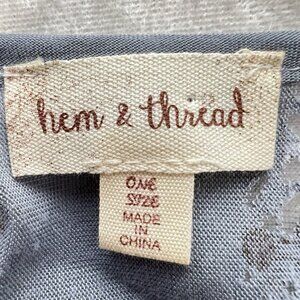 hem & thread
ONE
SIZE
MADE
IN
CHINA